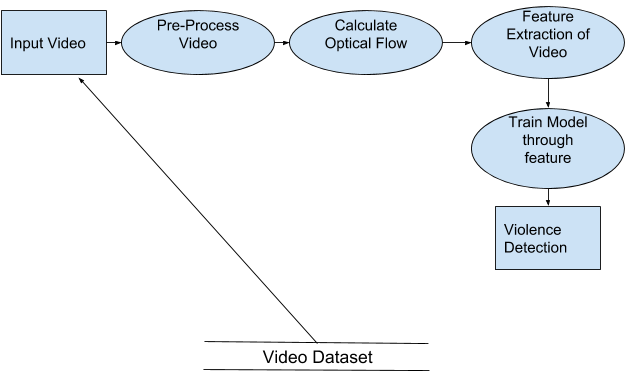 Input Video
Pre-Process
Video
Calculate
Optical Flow
Feature
Extraction of
Video
Train Model
through
feature
Violence
Detection
Video Dataset